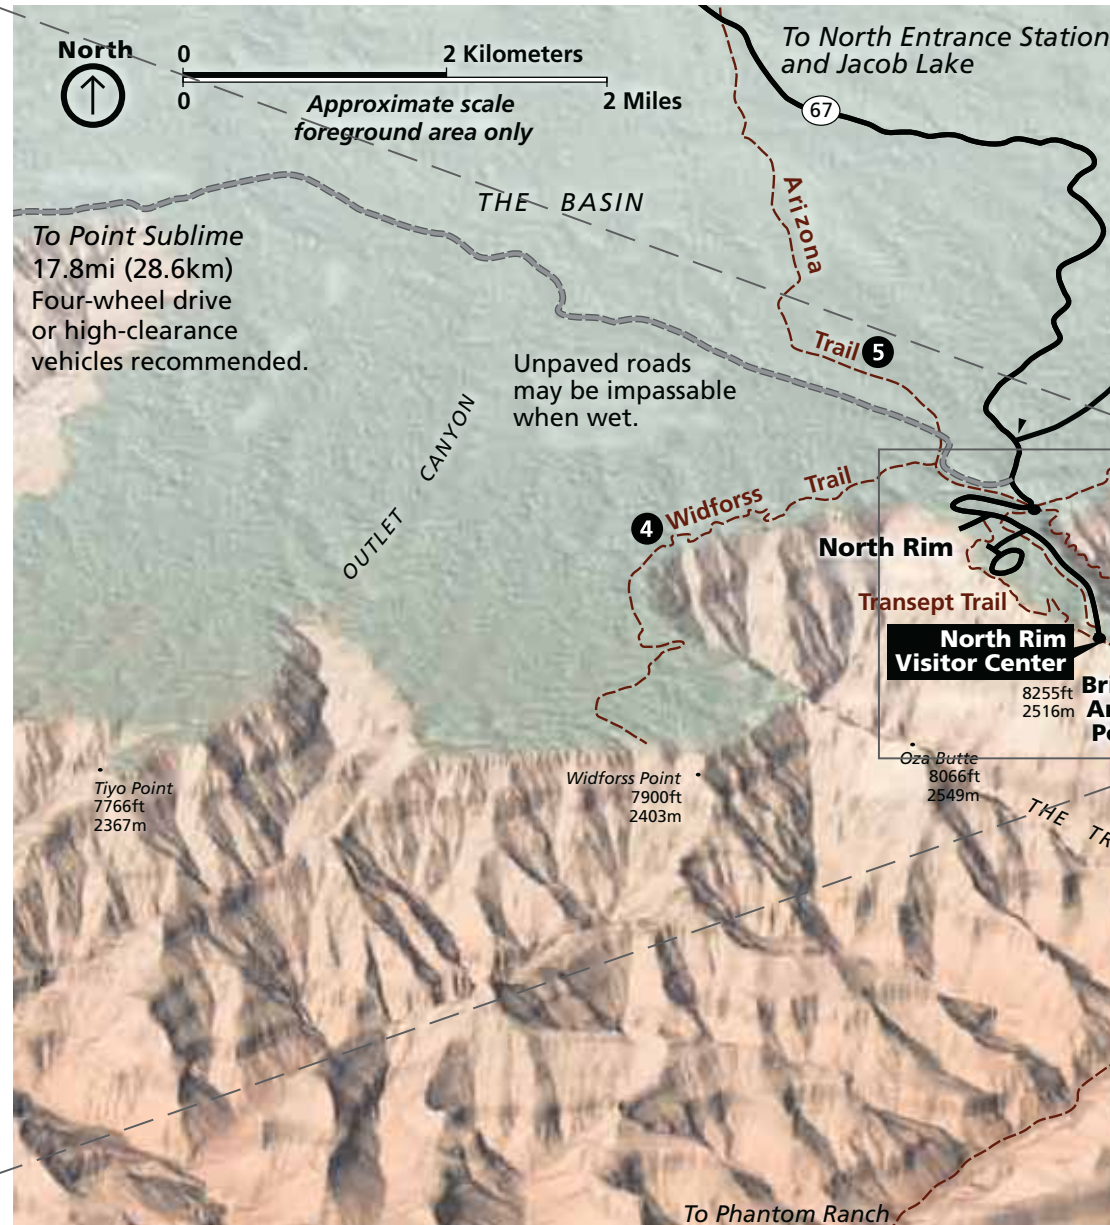 North
0
2 Kilometers
0
2 Miles
Approximate scale
foreground area only
To North Entrance Station
and Jacob Lake
67
THE BASIN
Arizona
Trail 5
To Point Sublime
17.8mi (28.6km)
Four-wheel drive
or high-clearance
vehicles recommended.
Unpaved roads
may be impassable
when wet.
OUTLET CANYON
4 Widforss Trail
North Rim
Transept Trail
North Rim
Visitor Center
8255ft
2516m
Bri
An
Po
Oza Butte
8066ft
2549m
Tiyo Point
7766ft
2367m
Widforss Point
7900ft
2403m
THE TR
To Phantom Ranch